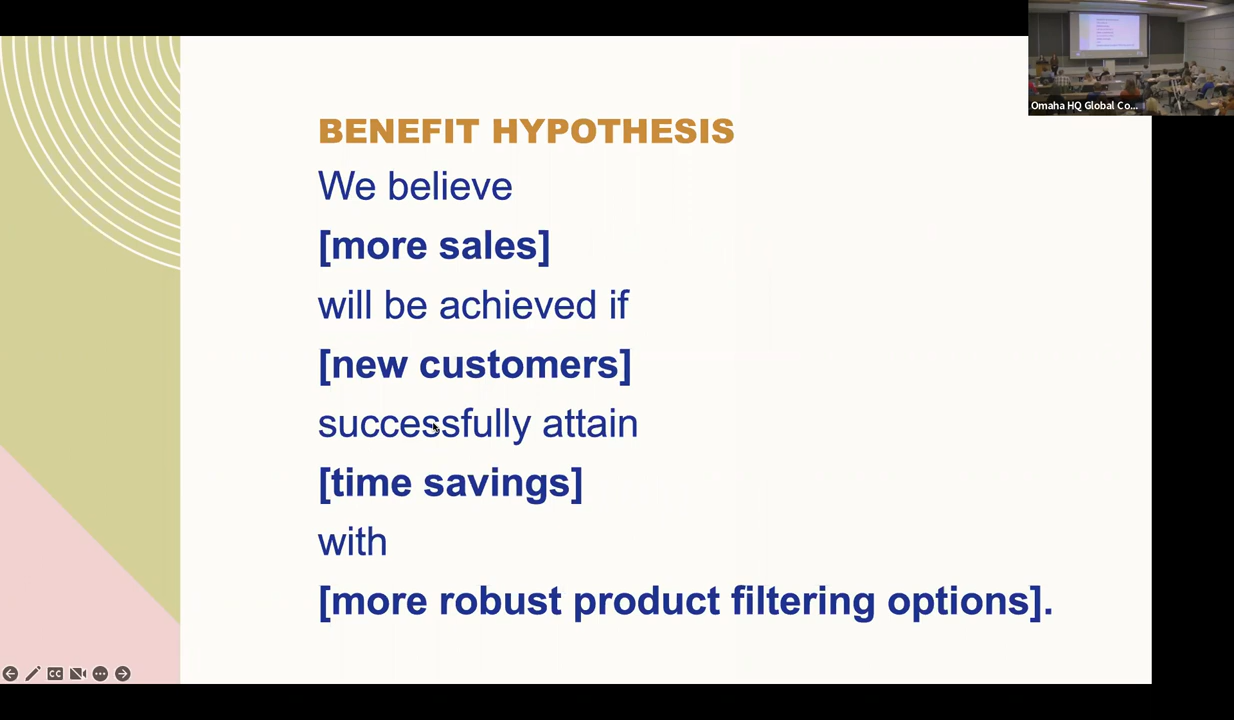 BENEFIT HYPOTHESIS
We believe
[more sales]
will be achieved if
[new customers]
successfully attain
[time savings]
with
[more robust product filtering options].
Omaha HQ Global Co...
CC